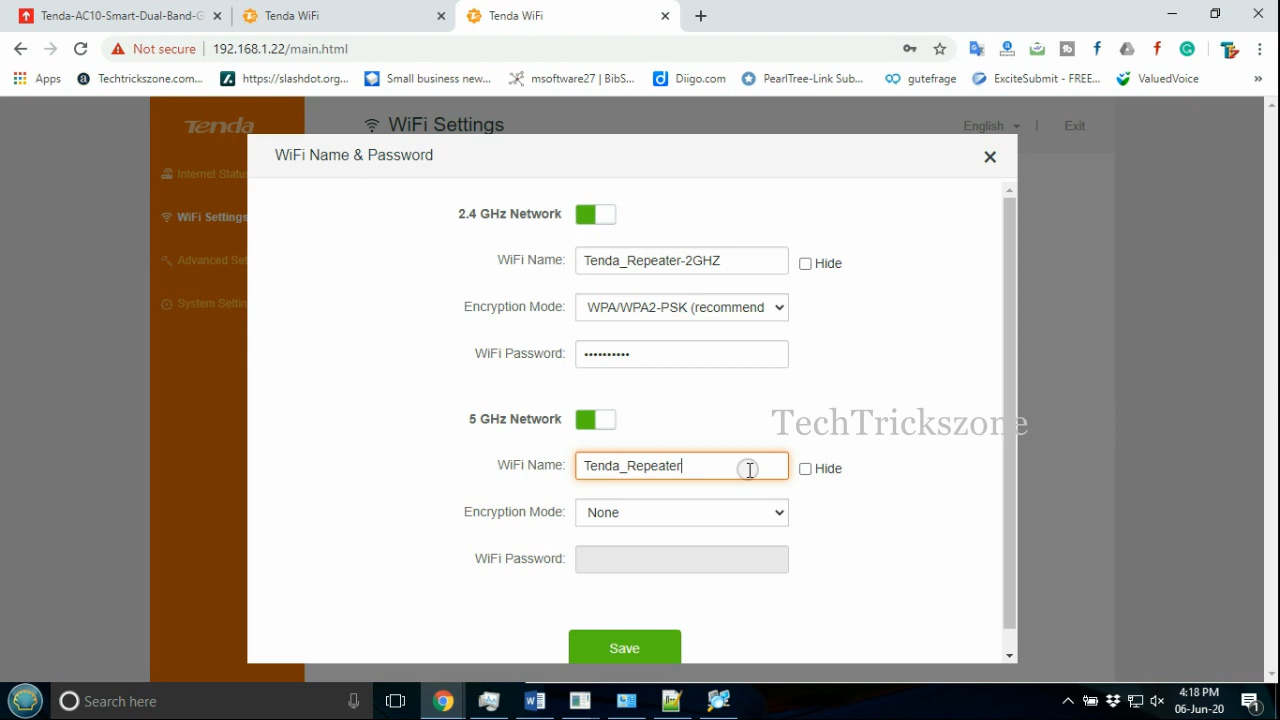 Tenda-AC10-Smart-Dual-Band-G
Tenda WiFi
Tenda WiFi
Not secure
192.168.1.22/main.html
Apps
Techtrickszone.com...
https://slashdot.org...
Small business new...
msoftware27 | BibS...
Diigo.com
PearlTree-Link Sub...
gutefrage
ExciteSubmit - FREE...
ValuedVoice
»
Tenda
WiFi Settings
English
Exit
WiFi Name & Password
Internet Statu
2.4 GHz Network
WiFi Settings
WiFi Name:
Tenda_Repeater-2GHZ
Hide
Advanced Set
System Settin
Encryption Mode:
WPA/WPA2-PSK (recommend
WiFi Password:
••••••••••
5 GHz Network
TechTrickszone
WiFi Name:
Tenda_Repeater
Hide
Encryption Mode:
None
WiFi Password:
Save
Search here
4:18 PM
06-Jun-20
1